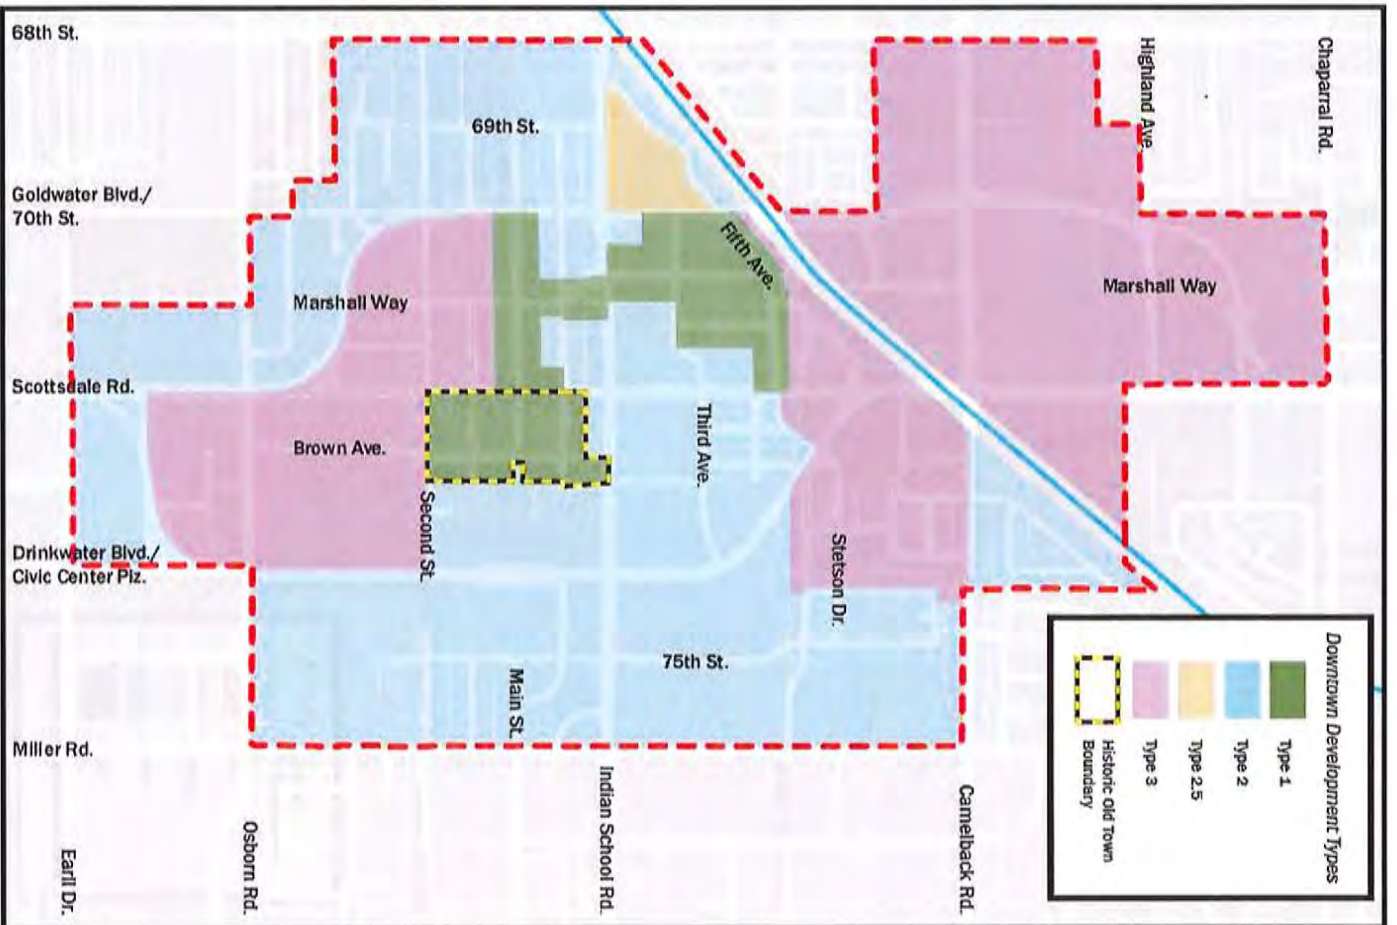 68th St.
Goldwater Blvd./
70th St.
Scottsdale Rd.
Drinkwater Blvd./
Civic Center Plz.
Miller Rd.
69th St.
Marshall Way
Brown Ave.
75th St.
Marshall Way
Fifth Ave.
Third Ave.
Second St.
Stetson Dr.
Main St.
Highland Ave.
Chaparral Rd.
Earll Dr.
Osborn Rd.
Indian School Rd.
Camelback Rd.
Downtown Development Types
Type 1
Type 2
Type 2.5
Type 3
Historic Old Town
Boundary